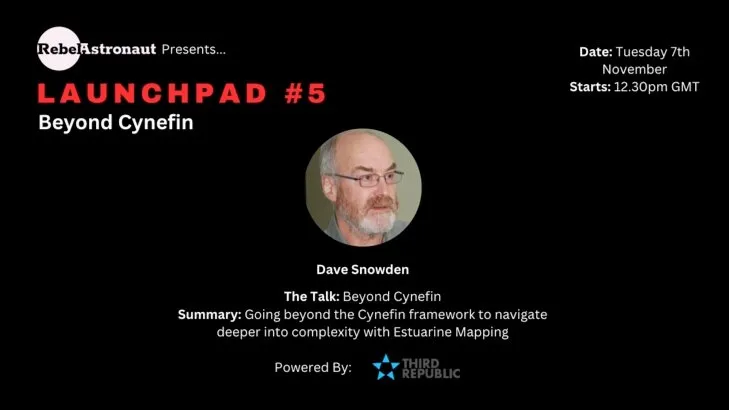 RebelAstronaut Presents...
Date: Tuesday 7th
November
Starts: 12.30pm GMT
LAUNCHPAD #5
Beyond Cynefin
Dave Snowden
The Talk: Beyond Cynefin
Summary: Going beyond the Cynefin framework to navigate
deeper into complexity with Estuarine Mapping
Powered By:
THIRD
REPUBLIC